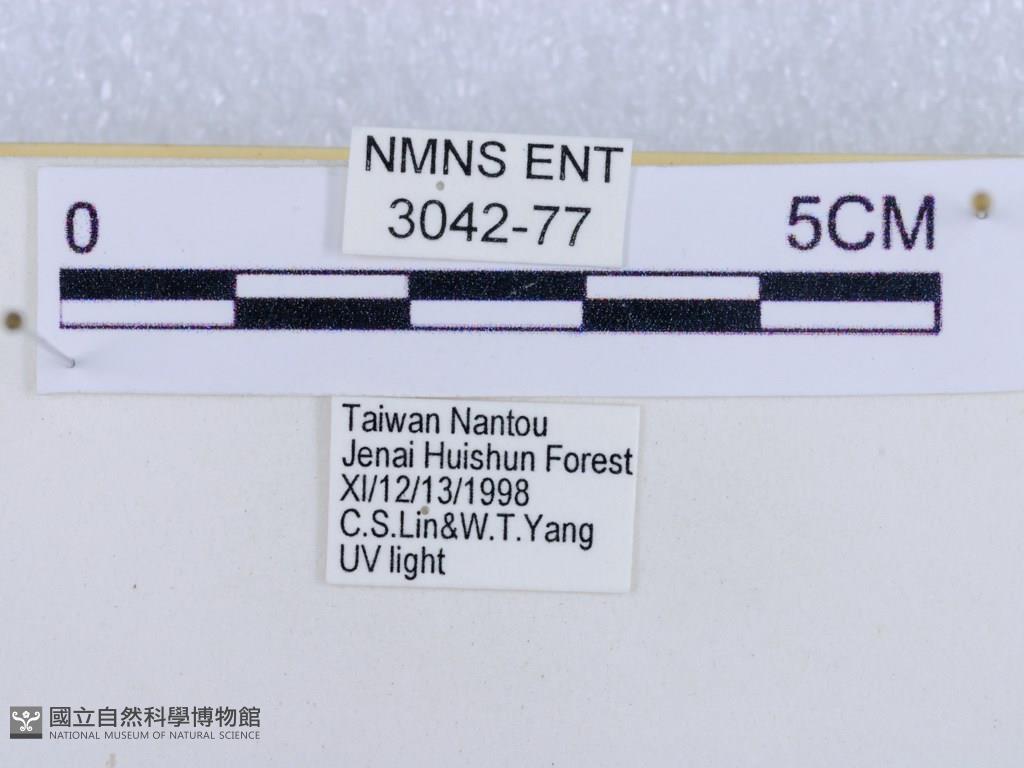 NMNS ENT
3042-77
0
5CM
Taiwan Nantou
Jenai Huishun Forest
XI/12/13/1998
C.S.Lin&W.T.Yang
UV light
國立自然科學博物館
NATIONAL MUSEUM OF NATURAL SCIENCE